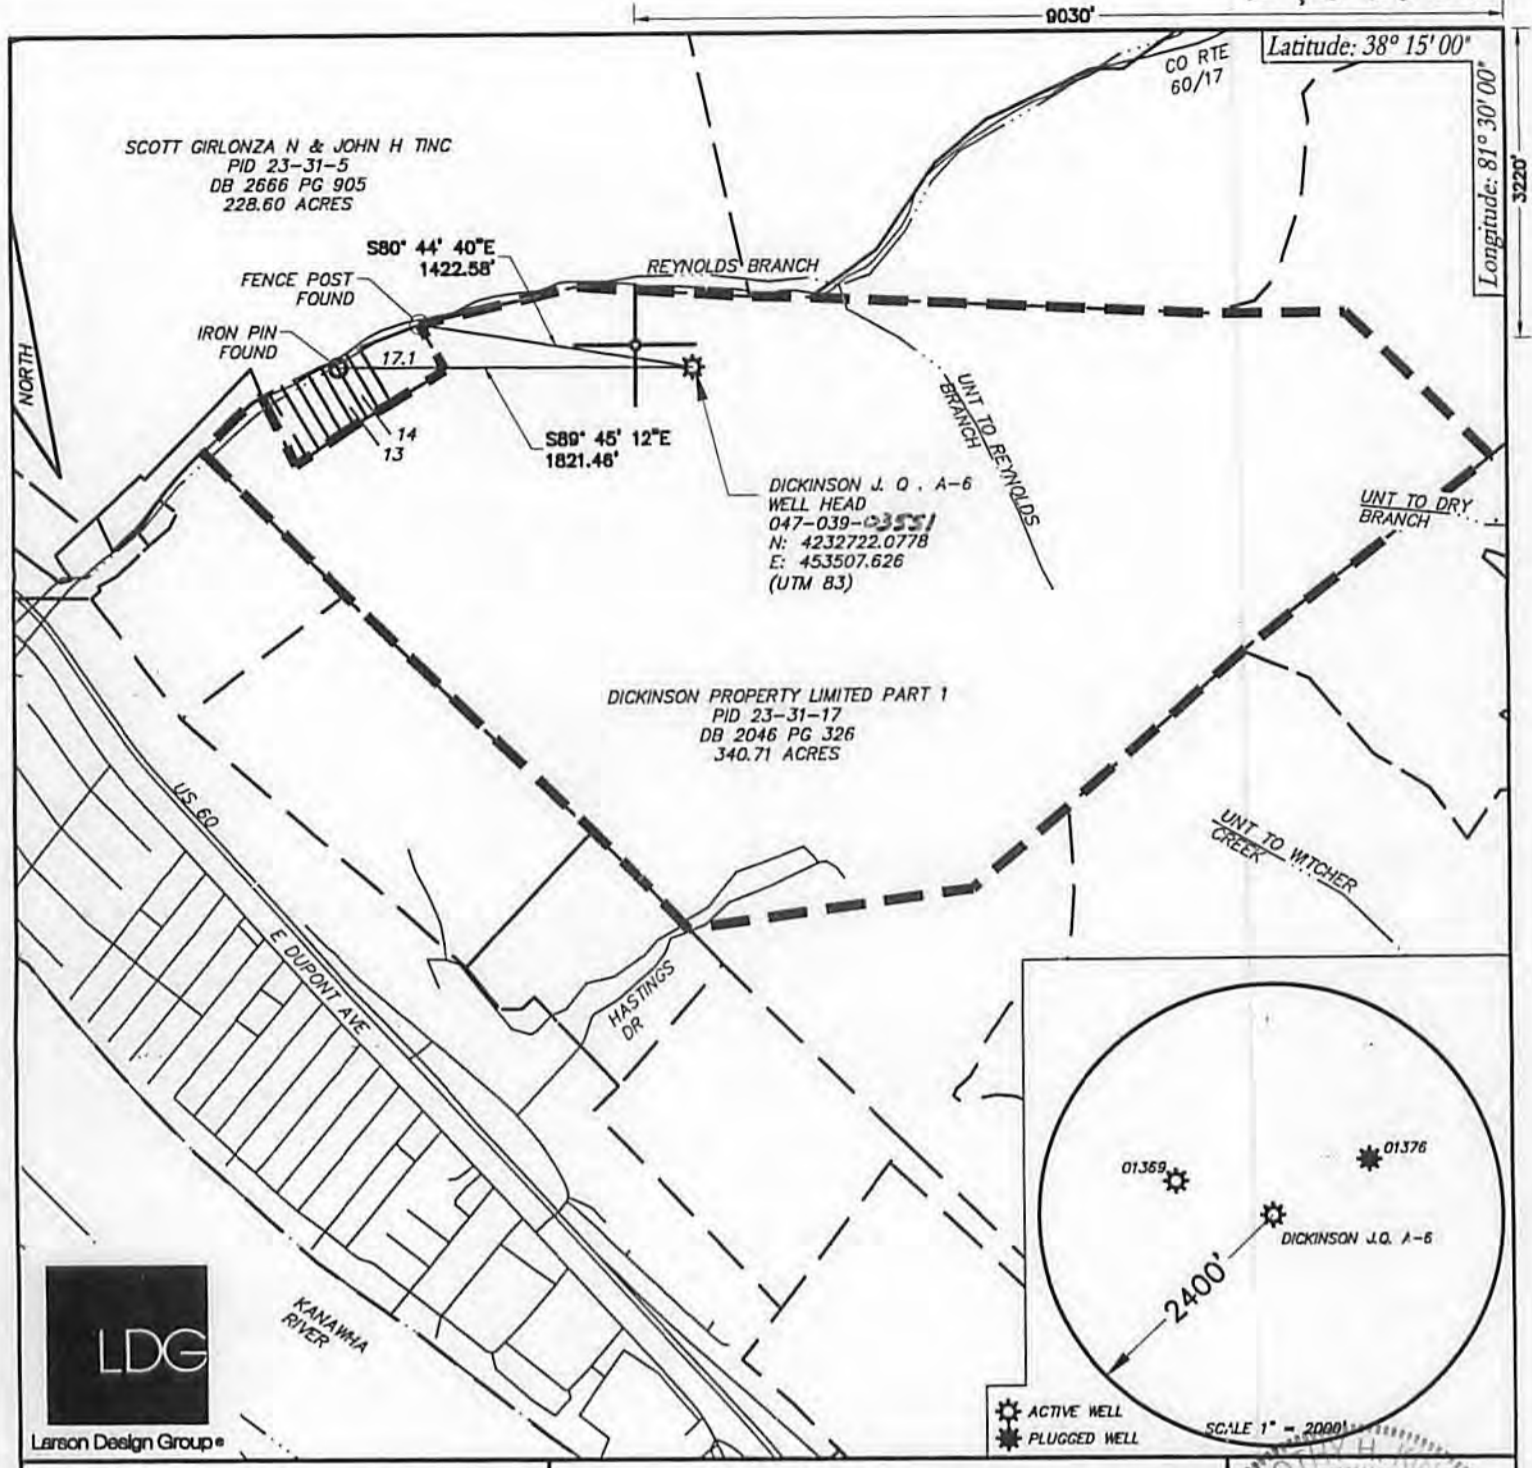 9030'
Latitude: 38° 15' 00"
Longitude: 81° 30' 00"
3220'
CO RTE
60/17
SCOTT GIRLONZA N & JOHN H TINC
PID 23-31-5
DB 2666 PG 905
228.60 ACRES
S80° 44' 40"E
1422.58'
REYNOLDS BRANCH
FENCE POST
FOUND
IRON PIN
FOUND
NORTH
17.1
14
13
S89° 45' 12"E
1821.46'
UNT TO REYNOLDS
BRANCH
DICKINSON J. Q . A-6
WELL HEAD
047-039-03551
N: 4232722.0778
E: 453507.626
(UTM 83)
UNT TO DRY
BRANCH
DICKINSON PROPERTY LIMITED PART 1
PID 23-31-17
DB 2046 PG 326
340.71 ACRES
US 60
UNT TO WITCHER
CREEK
E DUPONT AVE
HASTINGS
DR
01369
01376
DICKINSON J.Q. A-6
2400'
KANAWHA
RIVER
LDG
Larson Design Group
ACTIVE WELL
PLUGGED WELL
SCALE 1" = 2000'